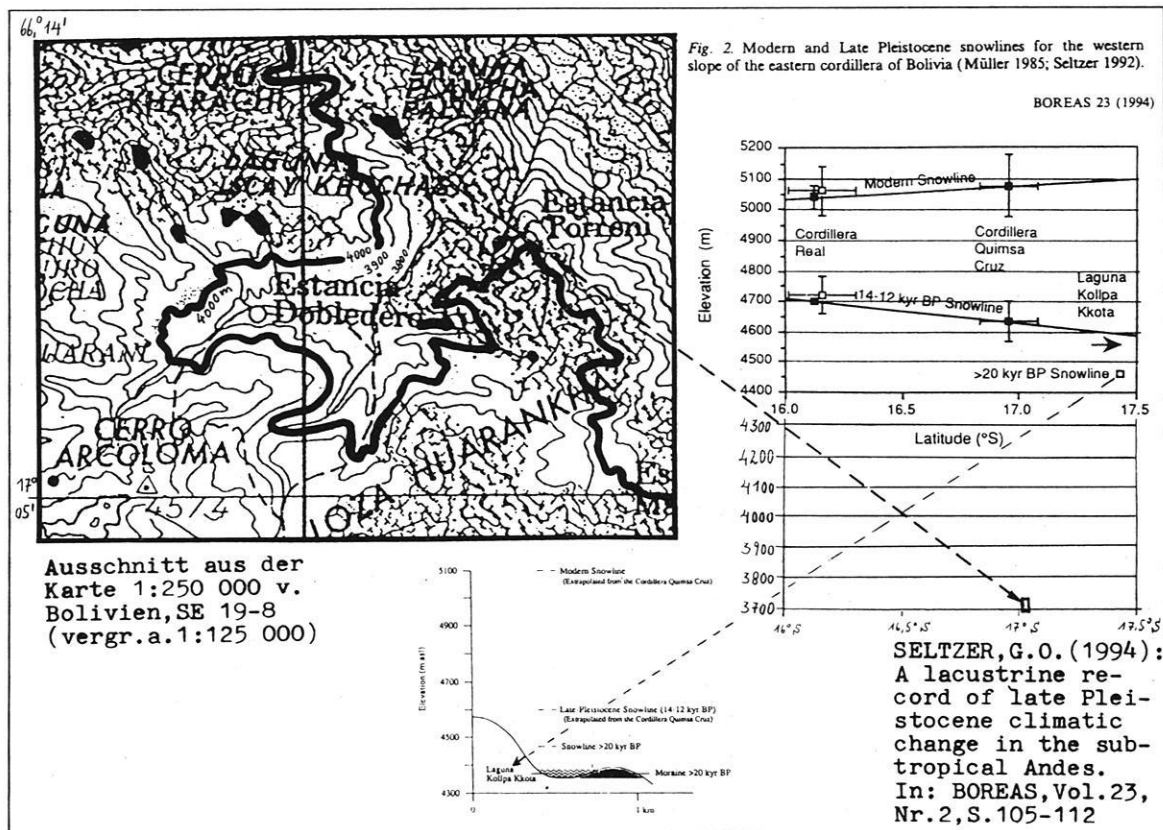 66°14'
CERRO
KHARACHI
LAGUNA
LAGUNA
ISCAY KHOCHAS
Estancia
Torreni
4000
3900
3800
4000m
Estancia
Dobledero
HARANI
CERRO
ARCOLOMA
HUARANKHA
17°
05'
4574
Fig. 2. Modern and Late Pleistocene snowlines for the western
slope of the eastern cordillera of Bolivia (Müller 1985; Seltzer 1992).
BOREAS 23 (1994)
5200
5100
5000
4900
4800
4700
4600
4500
4400
Elevation (m)
Modern Snowline
Cordillera
Real
Cordillera
Quimsa
Cruz
Laguna
Kollpa
Kkota
14-12 kyr BP Snowline
>20 kyr BP Snowline
16.0 16.5 17.0 17.5
Latitude (°S)
4300
4200
4100
4000
3900
3800
3700
16°S 16,5°S 17°S 17,5°S
Ausschnitt aus der
Karte 1:250 000 v.
Bolivien,SE 19-8
(vergr.a.1:125 000)
5100
4900
4700
4500
4300
Elevation (m asl)
Modern Snowline
(Extrapolated from the Cordillera Quimsa Cruz)
Late-Pleistocene Snowline (14-12 kyr BP)
(Extrapolated from the Cordillera Quimsa Cruz)
Snowline >20 kyr BP
Laguna
Kollpa Kkota
Moraine >20 kyr BP
0 1 km
SELTZER,G.O.(1994):
A lacustrine re-
cord of late Plei-
stocene climatic
change in the sub-
tropical Andes.
In: BOREAS,Vol.23,
Nr.2,S.105-112